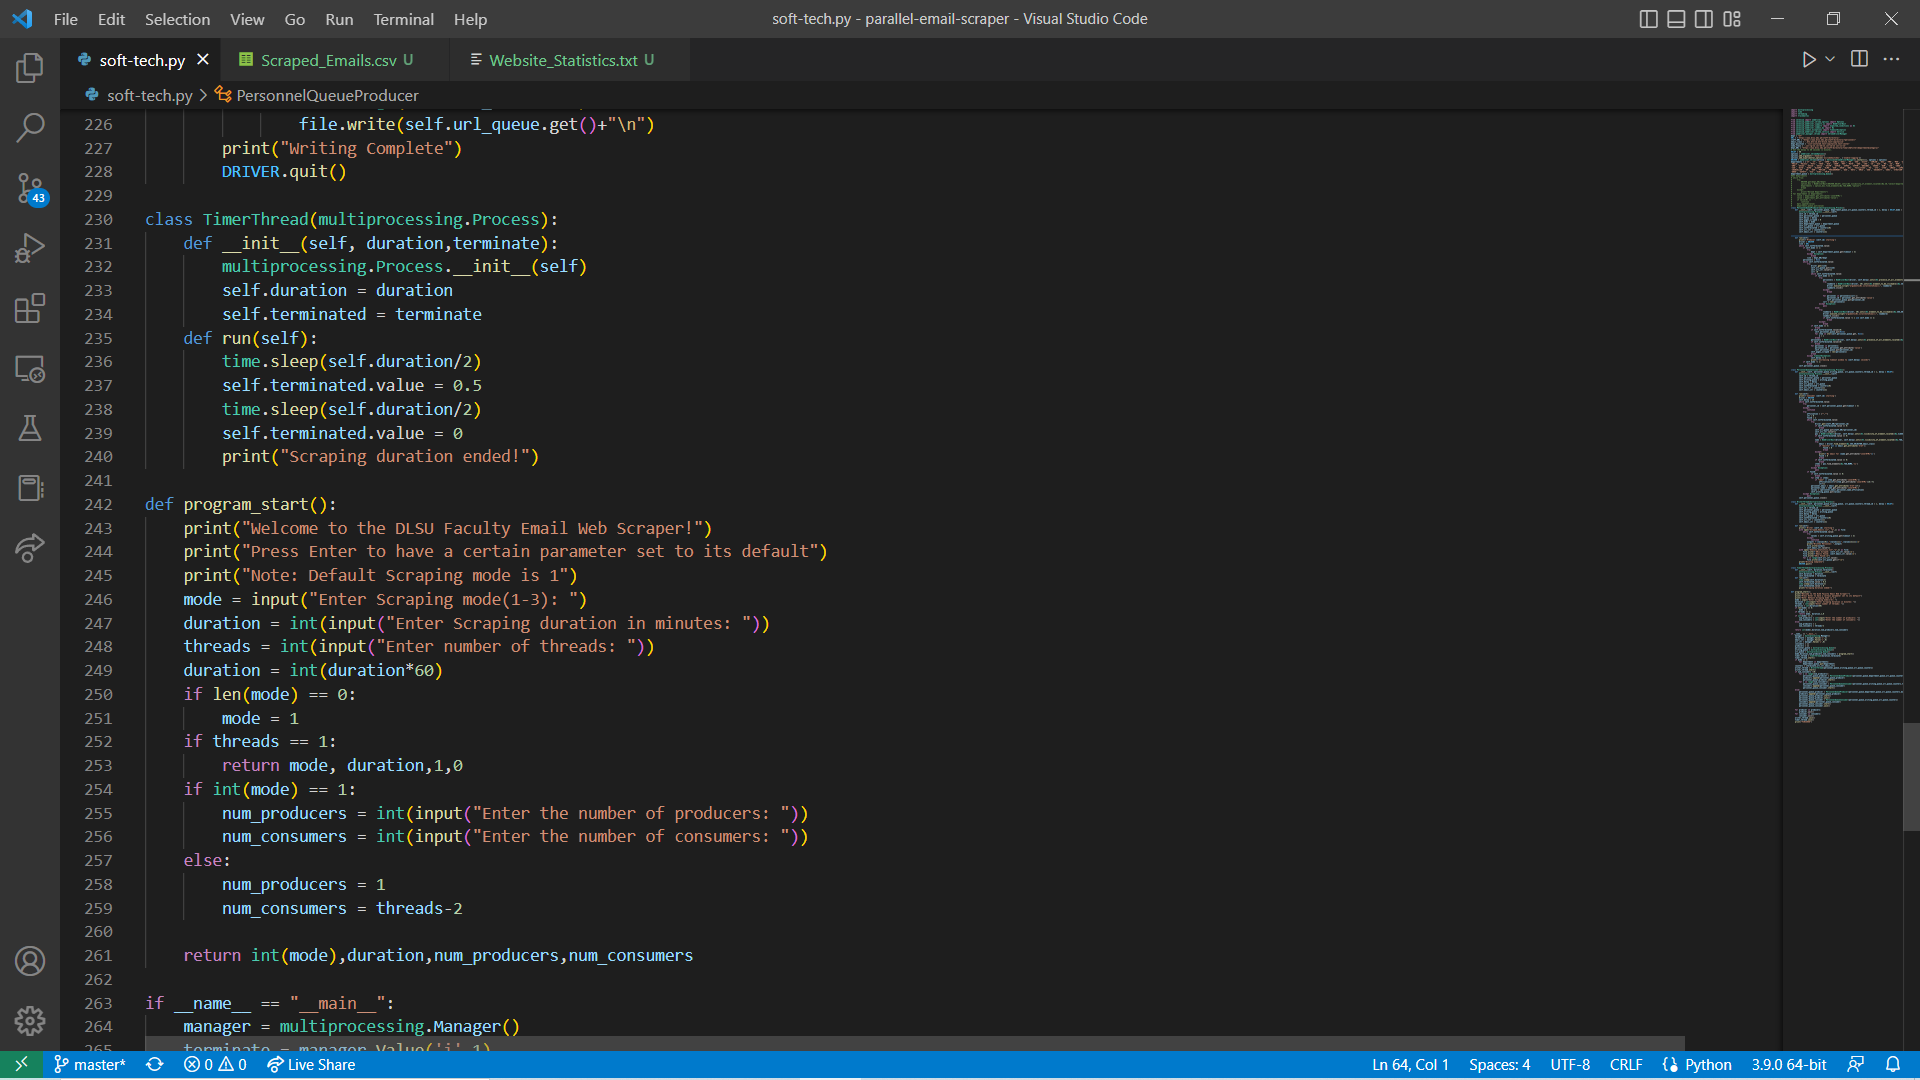 File Edit Selection View Go Run Terminal Help
soft-tech.py - parallel-email-scraper - Visual Studio Code
soft-tech.py
Scraped_Emails.csv U
Website_Statistics.txt U
soft-tech.py > PersonnelQueueProducer
226 file.write(self.url_queue.get()+"\n")
227 print("Writing Complete")
228 DRIVER.quit()
229
230 class TimerThread(multiprocessing.Process):
231 def __init__(self, duration,terminate):
232 multiprocessing.Process.__init__(self)
233 self.duration = duration
234 self.terminated = terminate
235 def run(self):
236 time.sleep(self.duration/2)
237 self.terminated.value = 0.5
238 time.sleep(self.duration/2)
239 self.terminated.value = 0
240 print("Scraping duration ended!")
241
242 def program_start():
243 print("Welcome to the DLSU Faculty Email Web Scraper!")
244 print("Press Enter to have a certain parameter set to its default")
245 print("Note: Default Scraping mode is 1")
246 mode = input("Enter Scraping mode(1-3): ")
247 duration = int(input("Enter Scraping duration in minutes: "))
248 threads = int(input("Enter number of threads: "))
249 duration = int(duration*60)
250 if len(mode) == 0:
251 mode = 1
252 if threads == 1:
253 return mode, duration,1,0
254 if int(mode) == 1:
255 num_producers = int(input("Enter the number of producers: "))
256 num_consumers = int(input("Enter the number of consumers: "))
257 else:
258 num_producers = 1
259 num_consumers = threads-2
260
261 return int(mode),duration,num_producers,num_consumers
262
263 if __name__ == "__main__":
264 manager = multiprocessing.Manager()
265 terminate = manager.Value('i',1)
43
master* 0 0 Live Share
Ln 64, Col 1 Spaces: 4 UTF-8 CRLF Python 3.9.0 64-bit